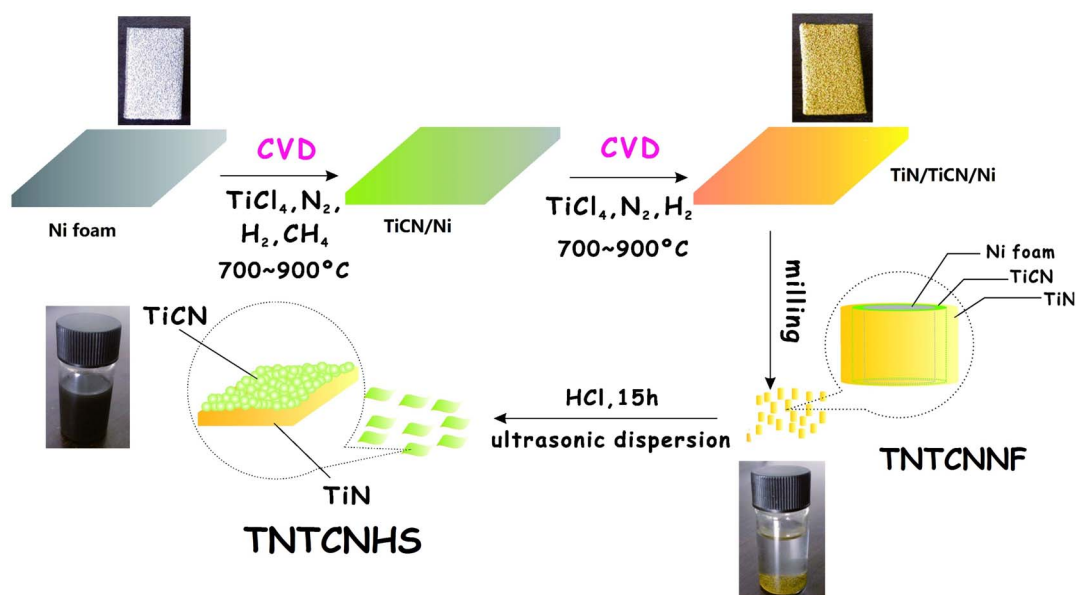 Ni foam
CVD
TiCl₄,N₂,
H₂,CH₄
700~900°C
TiCN/Ni
CVD
TiCl₄,N₂,H₂
700~900°C
TiN/TiCN/Ni
milling
Ni foam
TiCN
TiN
TNTCNNF
HCl,15h
ultrasonic dispersion
TiCN
TiN
TNTCNHS